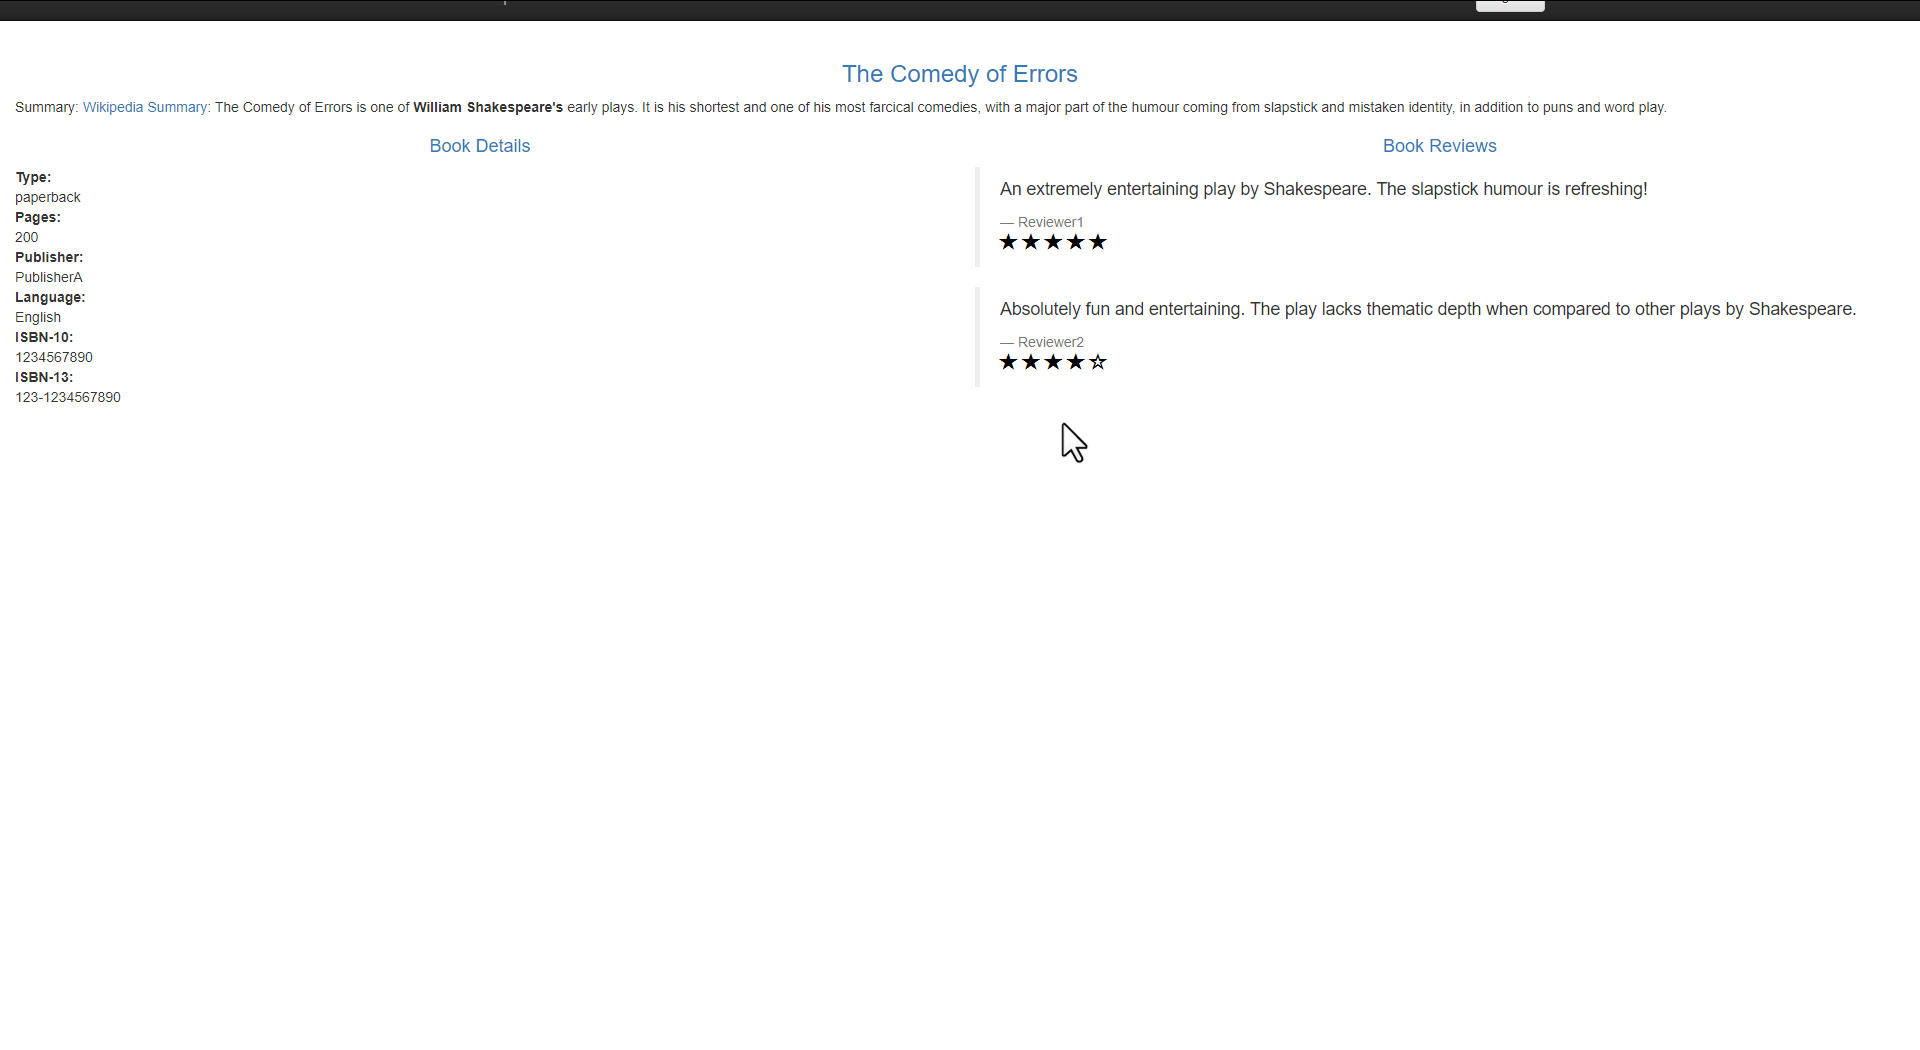 The Comedy of Errors
Summary: Wikipedia Summary: The Comedy of Errors is one of William Shakespeare's early plays. It is his shortest and one of his most farcical comedies, with a major part of the humour coming from slapstick and mistaken identity, in addition to puns and word play.
Book Details
Type:
paperback
Pages:
200
Publisher:
PublisherA
Language:
English
ISBN-10:
1234567890
ISBN-13:
123-1234567890
Book Reviews
An extremely entertaining play by Shakespeare. The slapstick humour is refreshing!
— Reviewer1
★★★★★
Absolutely fun and entertaining. The play lacks thematic depth when compared to other plays by Shakespeare.
— Reviewer2
★★★★☆